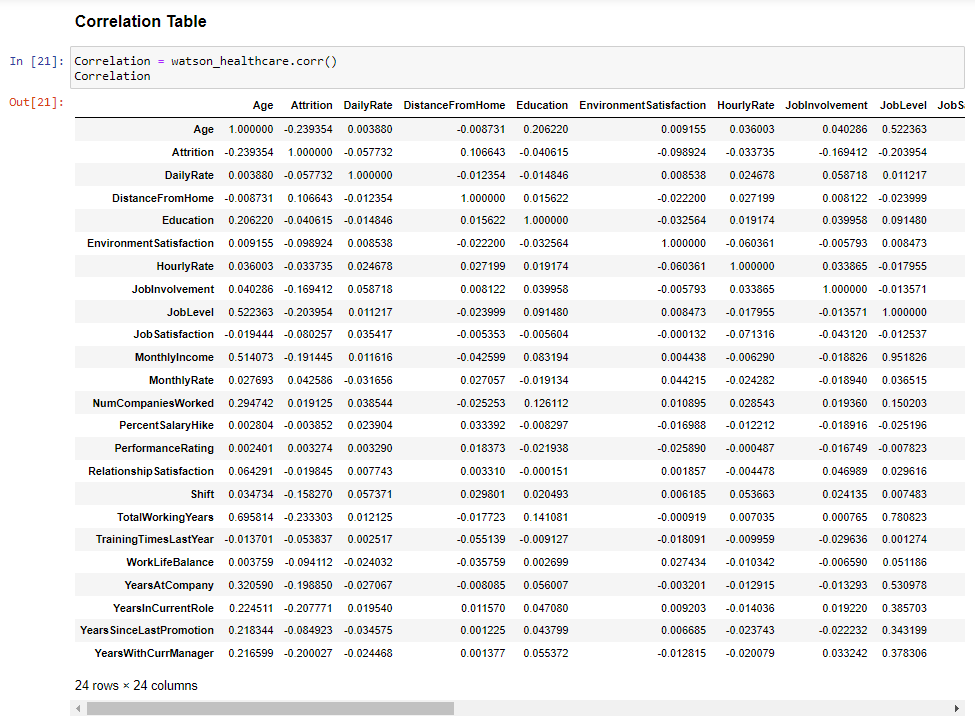 Correlation Table
In [21]: Correlation = watson_healthcare.corr()
Correlation
Out[21]:
Age Attrition DailyRate DistanceFromHome Education EnvironmentSatisfaction HourlyRate JobInvolvement JobLevel JobS
Age 1.000000 -0.239354 0.003880 -0.008731 0.206220 0.009155 0.036003 0.040286 0.522363
Attrition -0.239354 1.000000 -0.057732 0.106643 -0.040615 -0.098924 -0.033735 -0.169412 -0.203954
DailyRate 0.003880 -0.057732 1.000000 -0.012354 -0.014846 0.008538 0.024678 0.058718 0.011217
DistanceFromHome -0.008731 0.106643 -0.012354 1.000000 0.015622 -0.022200 0.027199 0.008122 -0.023999
Education 0.206220 -0.040615 -0.014846 0.015622 1.000000 -0.032564 0.019174 0.039958 0.091480
EnvironmentSatisfaction 0.009155 -0.098924 0.008538 -0.022200 -0.032564 1.000000 -0.060361 -0.005793 0.008473
HourlyRate 0.036003 -0.033735 0.024678 0.027199 0.019174 -0.060361 1.000000 0.033865 -0.017955
JobInvolvement 0.040286 -0.169412 0.058718 0.008122 0.039958 -0.005793 0.033865 1.000000 -0.013571
JobLevel 0.522363 -0.203954 0.011217 -0.023999 0.091480 0.008473 -0.017955 -0.013571 1.000000
JobSatisfaction -0.019444 -0.080257 0.035417 -0.005353 -0.005604 -0.000132 -0.071316 -0.043120 -0.012537
MonthlyIncome 0.514073 -0.191445 0.011616 -0.042599 0.083194 0.004438 -0.006290 -0.018826 0.951826
MonthlyRate 0.027693 0.042586 -0.031656 0.027057 -0.019134 0.044215 -0.024282 -0.018940 0.036515
NumCompaniesWorked 0.294742 0.019125 0.038544 -0.025253 0.126112 0.010895 0.028543 0.019360 0.150203
PercentSalaryHike 0.002804 -0.003852 0.023904 0.033392 -0.008297 -0.016988 -0.012212 -0.018916 -0.025196
PerformanceRating 0.002401 0.003274 0.003290 0.018373 -0.021938 -0.025890 -0.000487 -0.016749 -0.007823
RelationshipSatisfaction 0.064291 -0.019845 0.007743 0.003310 -0.000151 0.001857 -0.004478 0.046989 0.029616
Shift 0.034734 -0.158270 0.057371 0.029801 0.020493 0.006185 0.053663 0.024135 0.007483
TotalWorkingYears 0.695814 -0.233303 0.012125 -0.017723 0.141081 -0.000919 0.007035 0.000765 0.780823
TrainingTimesLastYear -0.013701 -0.053837 0.002517 -0.055139 -0.009127 -0.018091 -0.009959 -0.029636 0.001274
WorkLifeBalance 0.003759 -0.094112 -0.024032 -0.035759 0.002699 0.027434 -0.010342 -0.006590 0.051186
YearsAtCompany 0.320590 -0.198850 -0.027067 -0.008085 0.056007 -0.003201 -0.012915 -0.013293 0.530978
YearsInCurrentRole 0.224511 -0.207771 0.019540 0.011570 0.047080 0.009203 -0.014036 0.019220 0.385703
YearsSinceLastPromotion 0.218344 -0.084923 -0.034575 0.001225 0.043799 0.006685 -0.023743 -0.022232 0.343199
YearsWithCurrManager 0.216599 -0.200027 -0.024468 0.001377 0.055372 -0.012815 -0.020079 0.033242 0.378306
24 rows × 24 columns